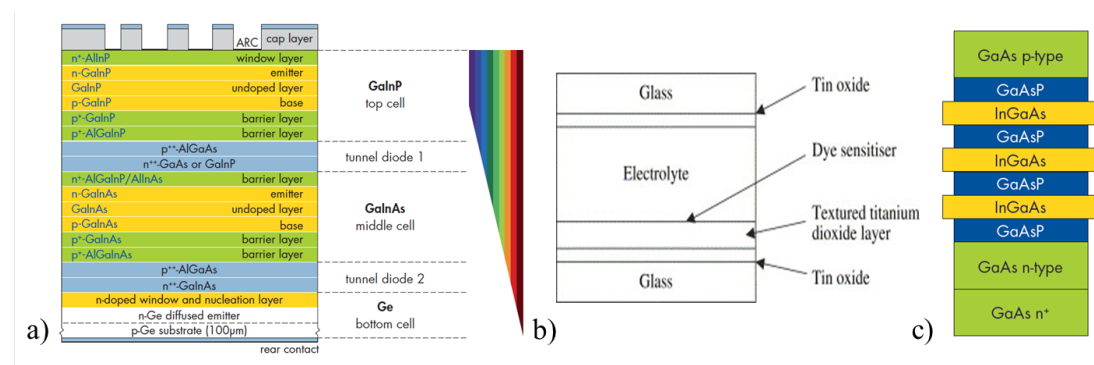 ARC
cap layer
n⁺-AlInP window layer
n-GaInP emitter
GaInP undoped layer
p-GaInP base
p⁺-GaInP barrier layer
p⁺-AlGaInP barrier layer
GaInP
top cell
p⁺⁺-AlGaAs
n⁺⁺-GaAs or GaInP
tunnel diode 1
n⁺-AlGaInP/AlInAs barrier layer
n-GaInAs emitter
GaInAs undoped layer
p-GaInAs base
p⁺-GaInAs barrier layer
p⁺-AlGaInAs barrier layer
GaInAs
middle cell
p⁺⁺-AlGaAs
n⁺⁺-GaInAs
tunnel diode 2
n-doped window and nucleation layer
n-Ge diffused emitter
p-Ge substrate (100µm)
Ge
bottom cell
rear contact
a)
Glass
Tin oxide
Electrolyte
Dye sensitiser
Textured titanium
dioxide layer
Glass
Tin oxide
b)
GaAs p-type
GaAsP
InGaAs
GaAsP
InGaAs
GaAsP
InGaAs
GaAsP
GaAs n-type
GaAs n⁺
c)